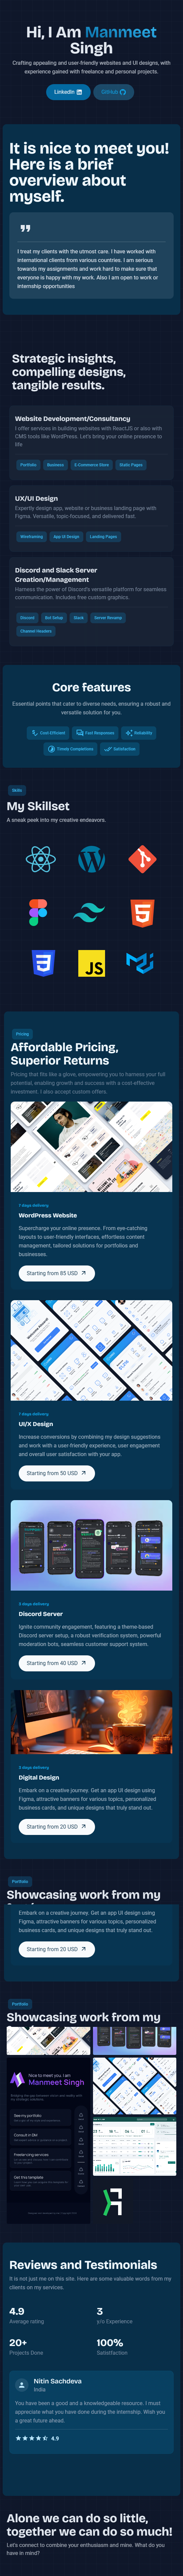 Hi, I Am Manmeet
Singh
Crafting appealing and user-friendly websites and UI designs, with
experience gained with freelance and personal projects.
LinkedIn
GitHub
It is nice to meet you!
Here is a brief
overview about
myself.
I treat my clients with the utmost care. I have worked with
international clients from various countries. I am serious
towards my assignments and work hard to make sure that
everyone is happy with my work. Also I am open to work or
internship opportunities
Strategic insights,
compelling designs,
tangible results.
Website Development/Consultancy
I offer services in building websites with ReactJS or also with
CMS tools like WordPress. Let's bring your online presence to
life
Portfolio
Business
E-Commerce Store
Static Pages
UX/UI Design
Expertly design app, website or business landing page with
Figma. Versatile, topic-focused, and delivered fast.
Wireframing
App UI Design
Landing Pages
Discord and Slack Server
Creation/Management
Harness the power of Discord's versatile platform for seamless
communication. Includes free custom graphics.
Discord
Bot Setup
Slack
Server Revamp
Channel Headers
Core features
Essential points that cater to diverse needs, ensuring a robust and
versatile solution for you.
Cost-Efficient
Fast Responses
Reliability
Timely Completions
Satisfaction
Skills
My Skillset
A sneak peek into my creative endeavors.
JS
Pricing
Affordable Pricing,
Superior Returns
Pricing that fits like a glove, empowering you to harness your full
potential, enabling growth and success with a cost-effective
investment. I also accept custom offers.
7 days delivery
WordPress Website
Supercharge your online presence. From eye-catching
layouts to user-friendly interfaces, effortless content
management, tailored solutions for portfolios and
businesses,
Starting from 85 USD
7 days delivery
UI/X Design
Increase conversions by combining my design suggestions
and work with a user-friendly experience, user engagement
and overall user satisfaction with your app.
Starting from 50 USD
Discord Server
Ignite community engagement, featuring a theme-based
Discord server setup, a robust verification system, powerful
moderation bots, seamless customer support system.
Starting from 40 USD
3 days delivery
Digital Design
Embark on a creative journey. Get an app UI design using
Figma, attractive banners for various topics, personalized
business cards, and unique designs that truly stand out.
Starting from 20 USD
Portfolio
Showcasing work from my
Embark on a creative journey. Get an app UI design using
Figma, attractive banners for various topics, personalized
business cards, and unique designs that truly stand out.
Starting from 20 USD
Portfolio
Showcasing work from my
Nice to meet you. I am
Manmeet Singh
See my portfolio
Consult in DM
Freelancing services
Get this template
Reviews and Testimonials
It is not just me on this site. Here are some valuable words from my
clients on my services.
4.9
Average rating
3
y/o Experience
20+
Projects Done
100%
Satisfaction
Nitin Sachdeva
India
You have been a good and a knowledgeable resource. I must
appreciate what you have done during the internship. Wish you
a great future ahead.
4.9
Alone we can do so little,
together we can do so much!
Let's connect to combine your enthusiasm and mine. What do you
have in mind?